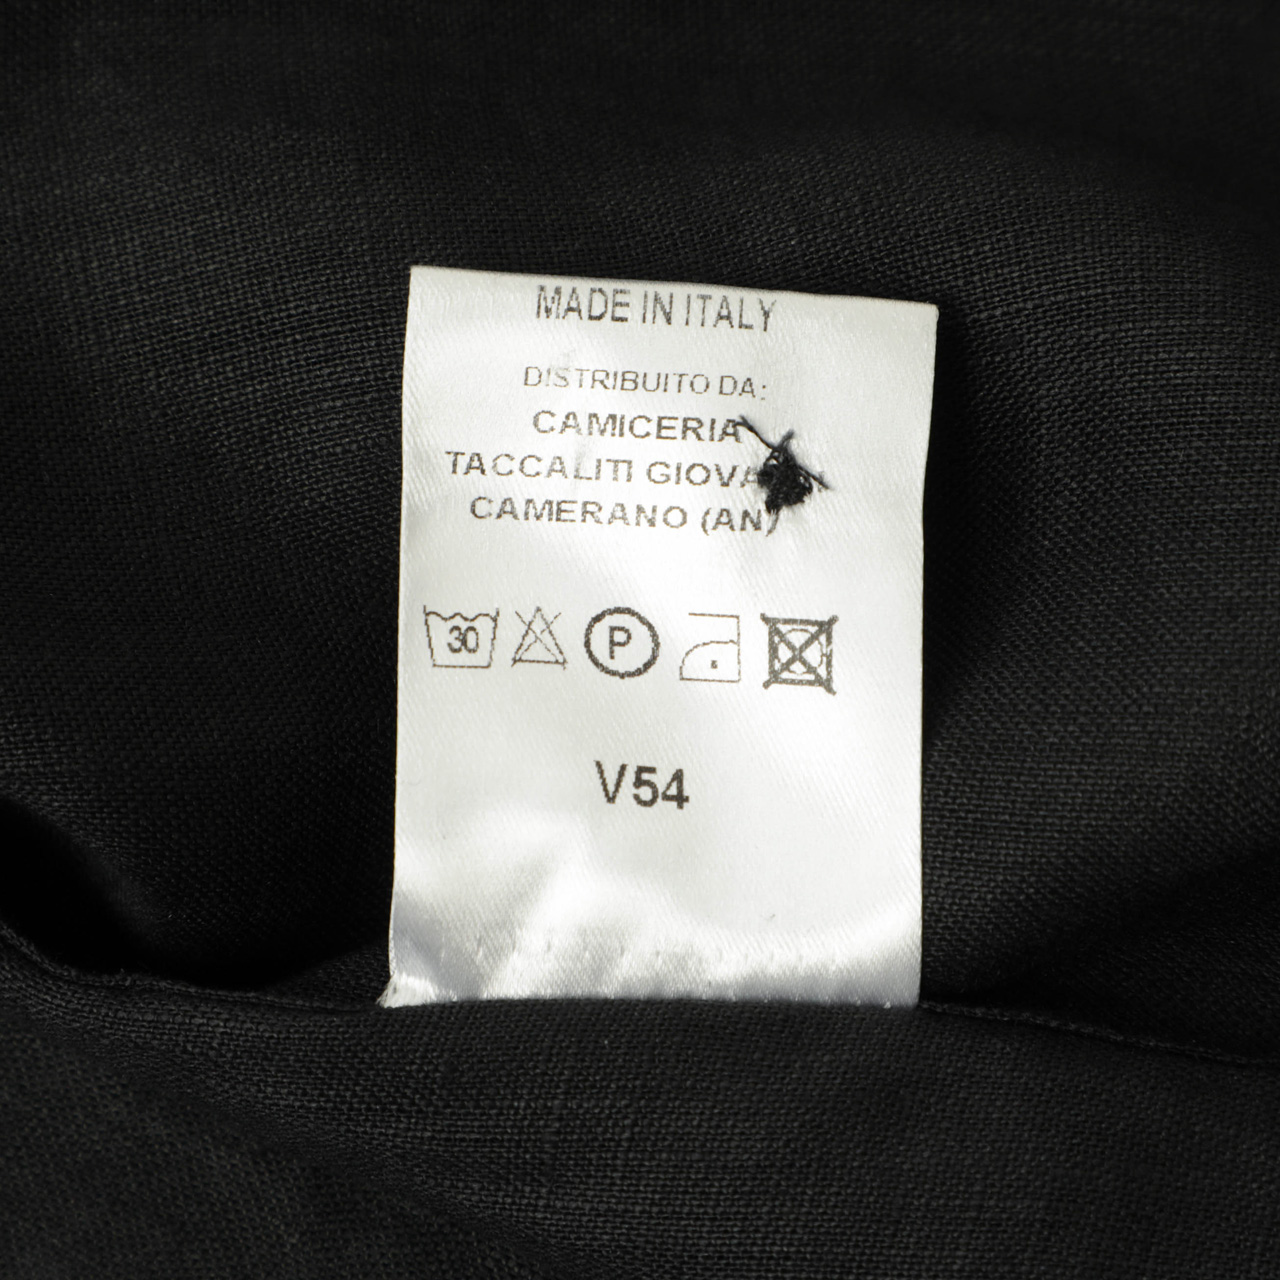 MADE IN ITALY
DISTRIBUITO DA:
CAMICERIA
TACCALITI
CAMERANO (AN)
30
P
V54